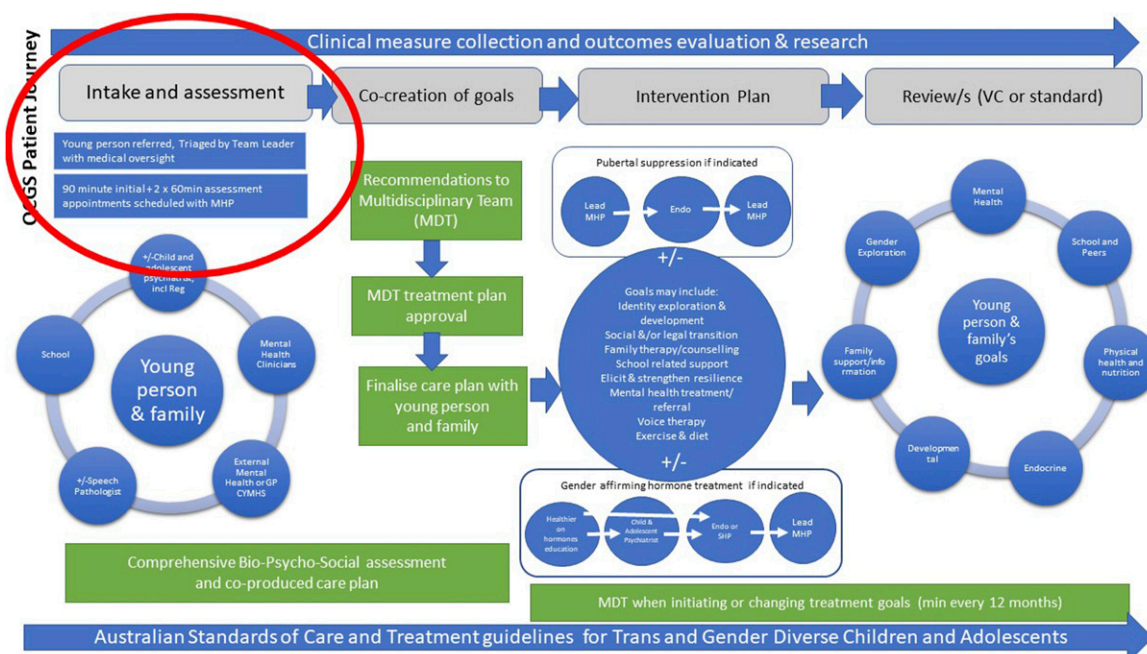 QCGS Patient Journey
Clinical measure collection and outcomes evaluation & research
Intake and assessment
Co-creation of goals
Intervention Plan
Review/s (VC or standard)
Young person referred, Triaged by Team Leader
with medical oversight
90 minute initial + 2 x 60min assessment
appointments scheduled with MHP
+/-Child and
adolescent
psychiatrist,
incl Reg
Mental
Health
Clinicians
External
Mental
Health or GP
CYMHS
+/-Speech
Pathologist
School
Young
person
& family
Comprehensive Bio-Psycho-Social assessment
and co-produced care plan
Recommendations to
Multidisciplinary Team
(MDT)
MDT treatment plan
approval
Finalise care plan with
young person
and family
Pubertal suppression if indicated
Lead
MHP
Endo
Lead
MHP
+/-
Goals may include:
Identity exploration &
development
Social &/or legal transition
Family therapy/counselling
School related support
Elicit & strengthen resilience
Mental health treatment/
referral
Voice therapy
Exercise & diet
+/-
Gender affirming hormone treatment if indicated
Healthier
on
hormones
education
Child &
Adolescent
Psychiatrist
Endo or
SHP
Lead
MHP
Mental
Health
School and
Peers
Physical
health and
nutrition
Endocrine
Developmen
tal
Family
support/info
rmation
Gender
Exploration
Young
person &
family's
goals
MDT when initiating or changing treatment goals (min every 12 months)
Australian Standards of Care and Treatment guidelines for Trans and Gender Diverse Children and Adolescents